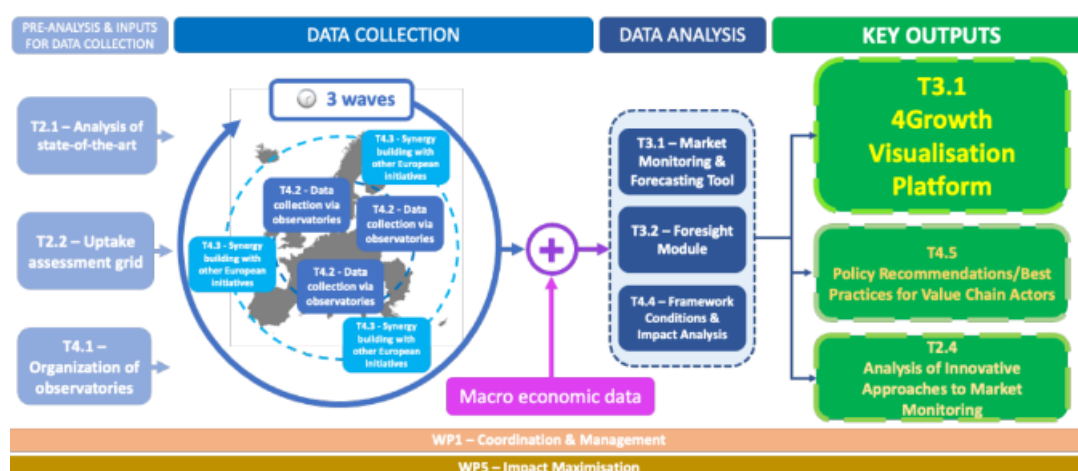 PRE-ANALYSIS & INPUTS
FOR DATA COLLECTION
DATA COLLECTION
DATA ANALYSIS
KEY OUTPUTS
T2.1 – Analysis of
state-of-the-art
T2.2 – Uptake
assessment grid
T4.1 –
Organization of
observatories
3 waves
T4.3 - Synergy
building with
other European
initiatives
T4.2 - Data
collection via
observatories
T4.2 - Data
collection via
observatories
T4.3 - Synergy
building with
other European
initiatives
T4.2 - Data
collection via
observatories
T4.3 - Synergy
building with
other European
initiatives
+
Macro economic data
T3.1 – Market
Monitoring &
Forecasting Tool
T3.2 – Foresight
Module
T4.4 – Framework
Conditions &
Impact Analysis
T3.1
4Growth
Visualisation
Platform
T4.5
Policy Recommendations/Best
Practices for Value Chain Actors
T2.4
Analysis of Innovative
Approaches to Market
Monitoring
WP1 – Coordination & Management
WP5 – Impact Maximisation